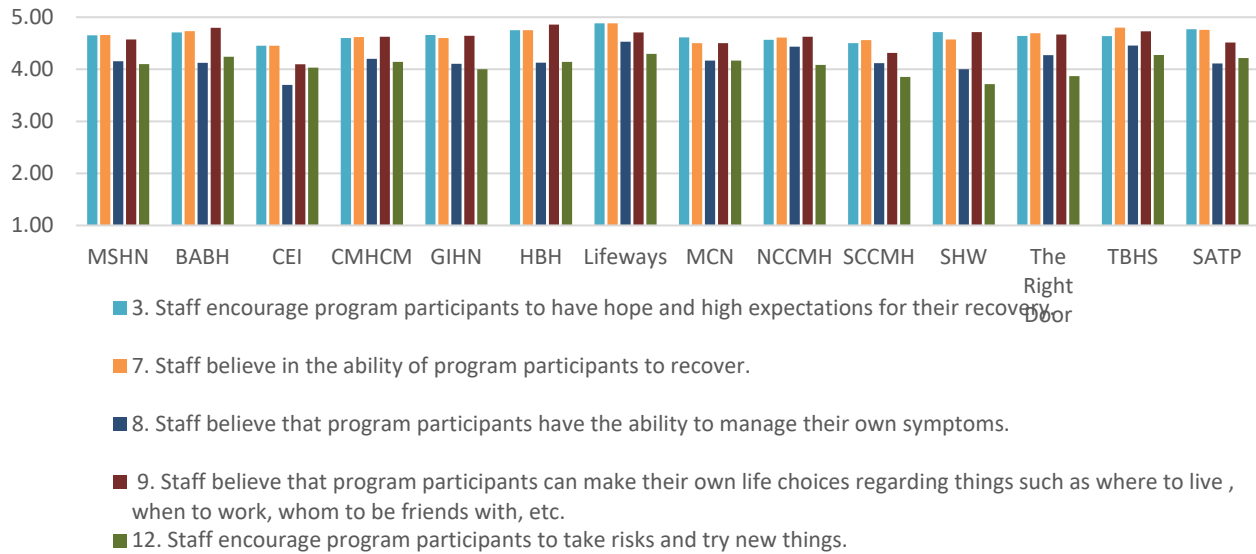 5.00
4.00
3.00
2.00
1.00
MSHN BABH CEI CMHCM GIHN HBH Lifeways MCN NCCMH SCCMH SHW The Right Door TBHS SATP
3. Staff encourage program participants to have hope and high expectations for their recovery.
7. Staff believe in the ability of program participants to recover.
8. Staff believe that program participants have the ability to manage their own symptoms.
9. Staff believe that program participants can make their own life choices regarding things such as where to live ,
when to work, whom to be friends with, etc.
12. Staff encourage program participants to take risks and try new things.